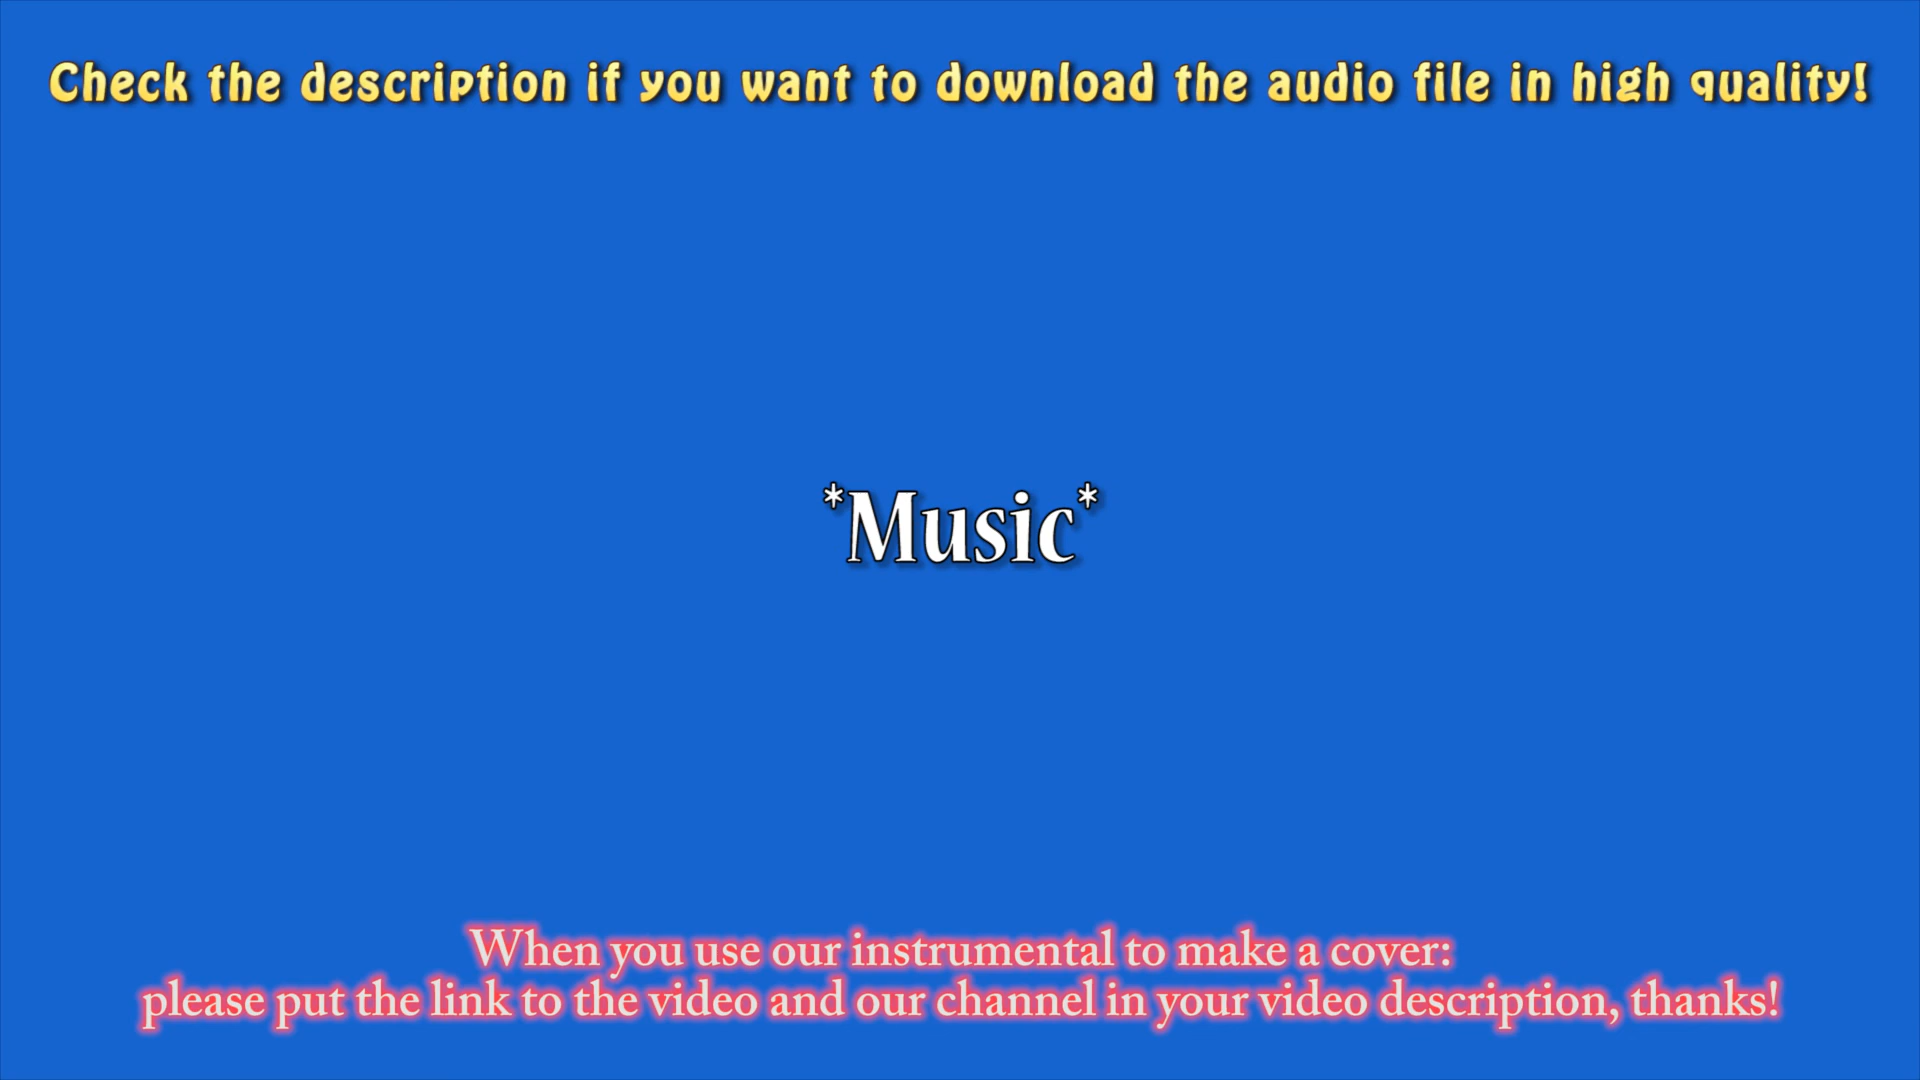 Check the description if you want to download the audio file in high quality!
*Music*
When you use our instrumental to make a cover:
please put the link to the video and our channel in your video description, thanks!